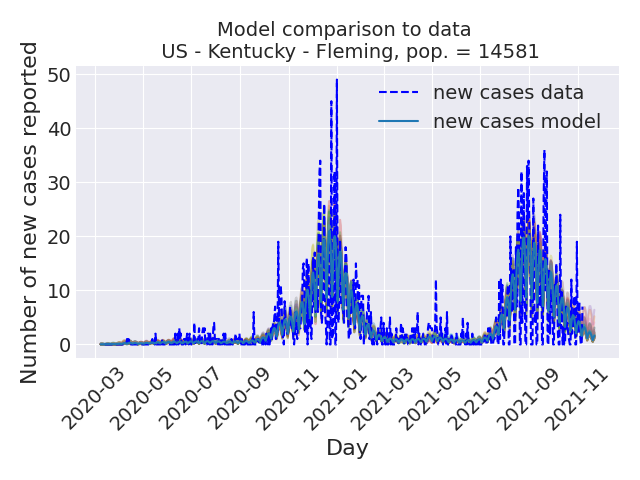 Model comparison to data
US - Kentucky - Fleming, pop. = 14581
Number of new cases reported
50
40
30
20
10
0
new cases data
new cases model
2020-03
2020-05
2020-07
2020-09
2020-11
2021-01
2021-03
2021-05
2021-07
2021-09
2021-11
Day